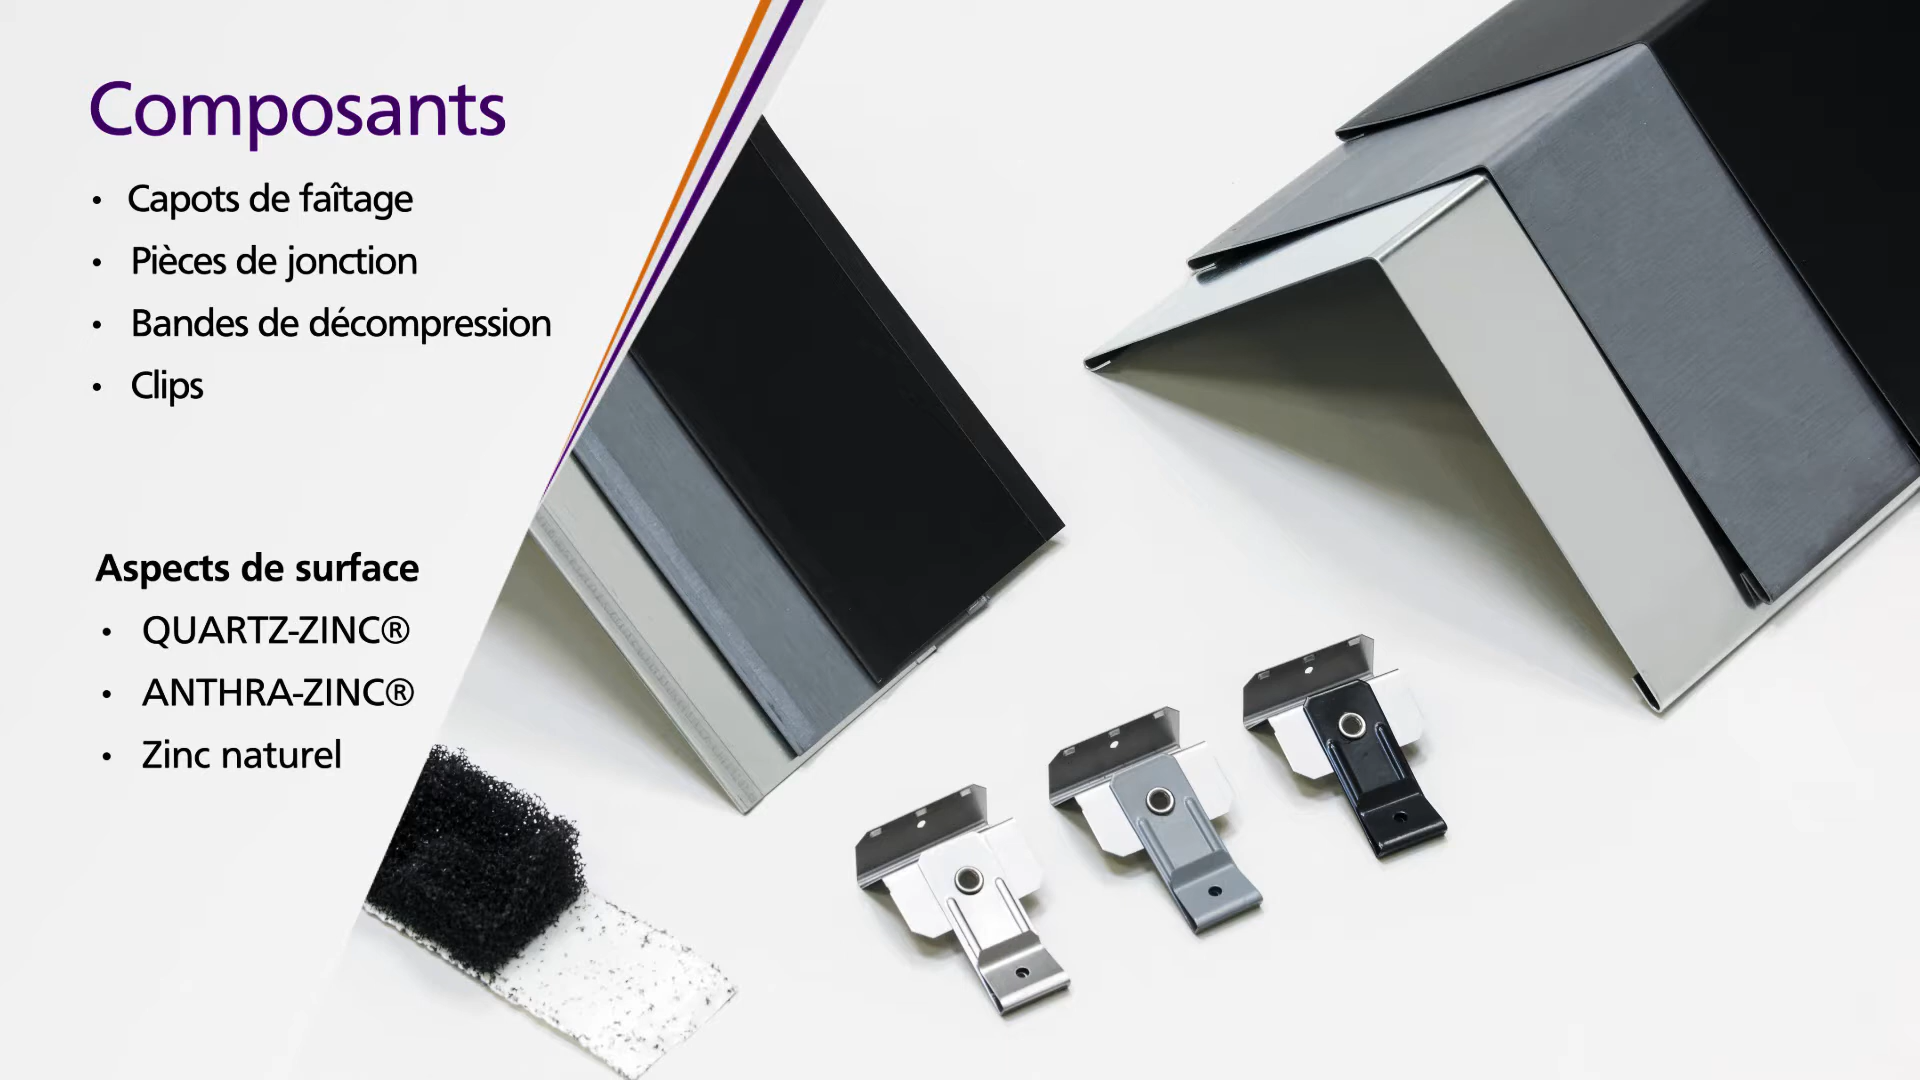 Composants
• Capots de faîtage
• Pièces de jonction
• Bandes de décompression
• Clips
Aspects de surface
• QUARTZ-ZINC®
• ANTHRA-ZINC®
• Zinc naturel